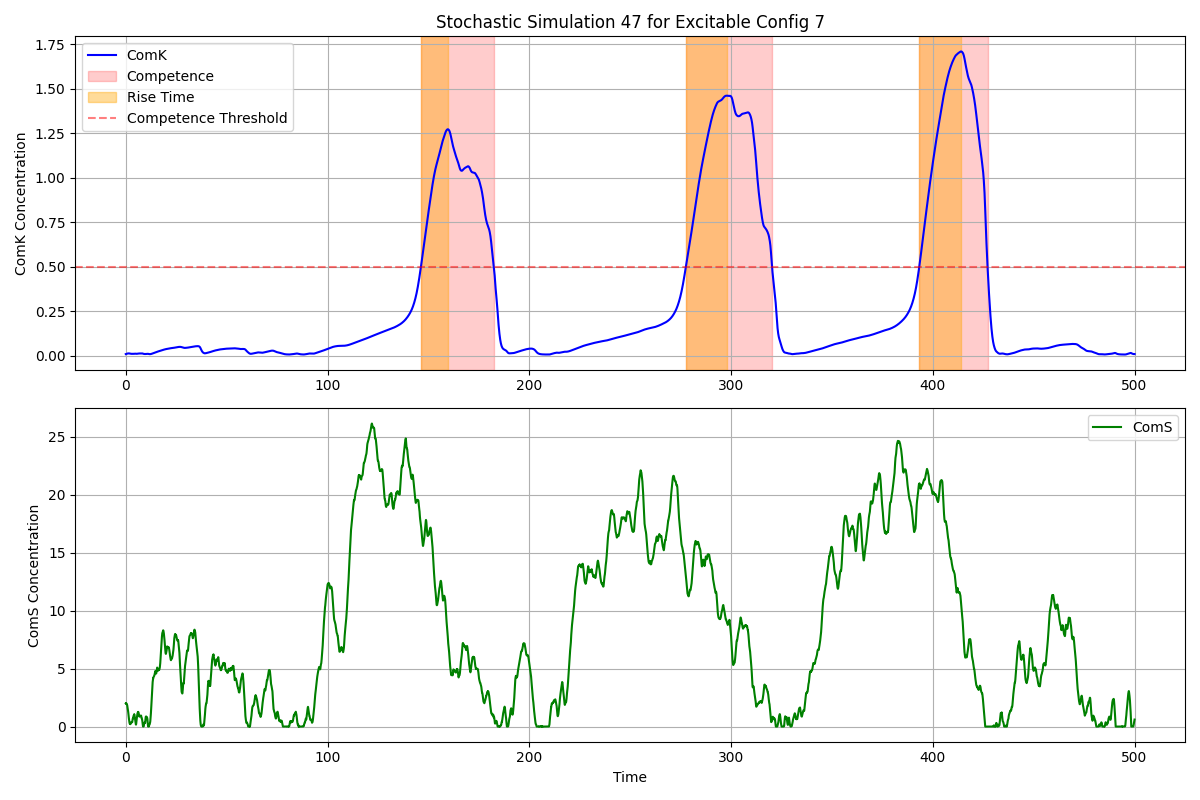 Stochastic Simulation 47 for Excitable Config 7
ComK Concentration
1.75
1.50
1.25
1.00
0.75
0.50
0.25
0.00
ComK
Competence
Rise Time
Competence Threshold
0 100 200 300 400 500
ComS Concentration
25
20
15
10
5
0
ComS
0 100 200 300 400 500
Time